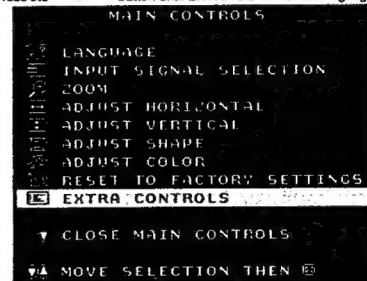 MAIN CONTROLS
LANGUAGE
INPUT SIGNAL SELECTION
ZOOM
ADJUST HORIZONTAL
ADJUST VERTICAL
ADJUST SHAPE
ADJUST COLOR
RESET TO FACTORY SETTINGS
EXTRA CONTROLS
CLOSE MAIN CONTROLS
MOVE SELECTION THEN